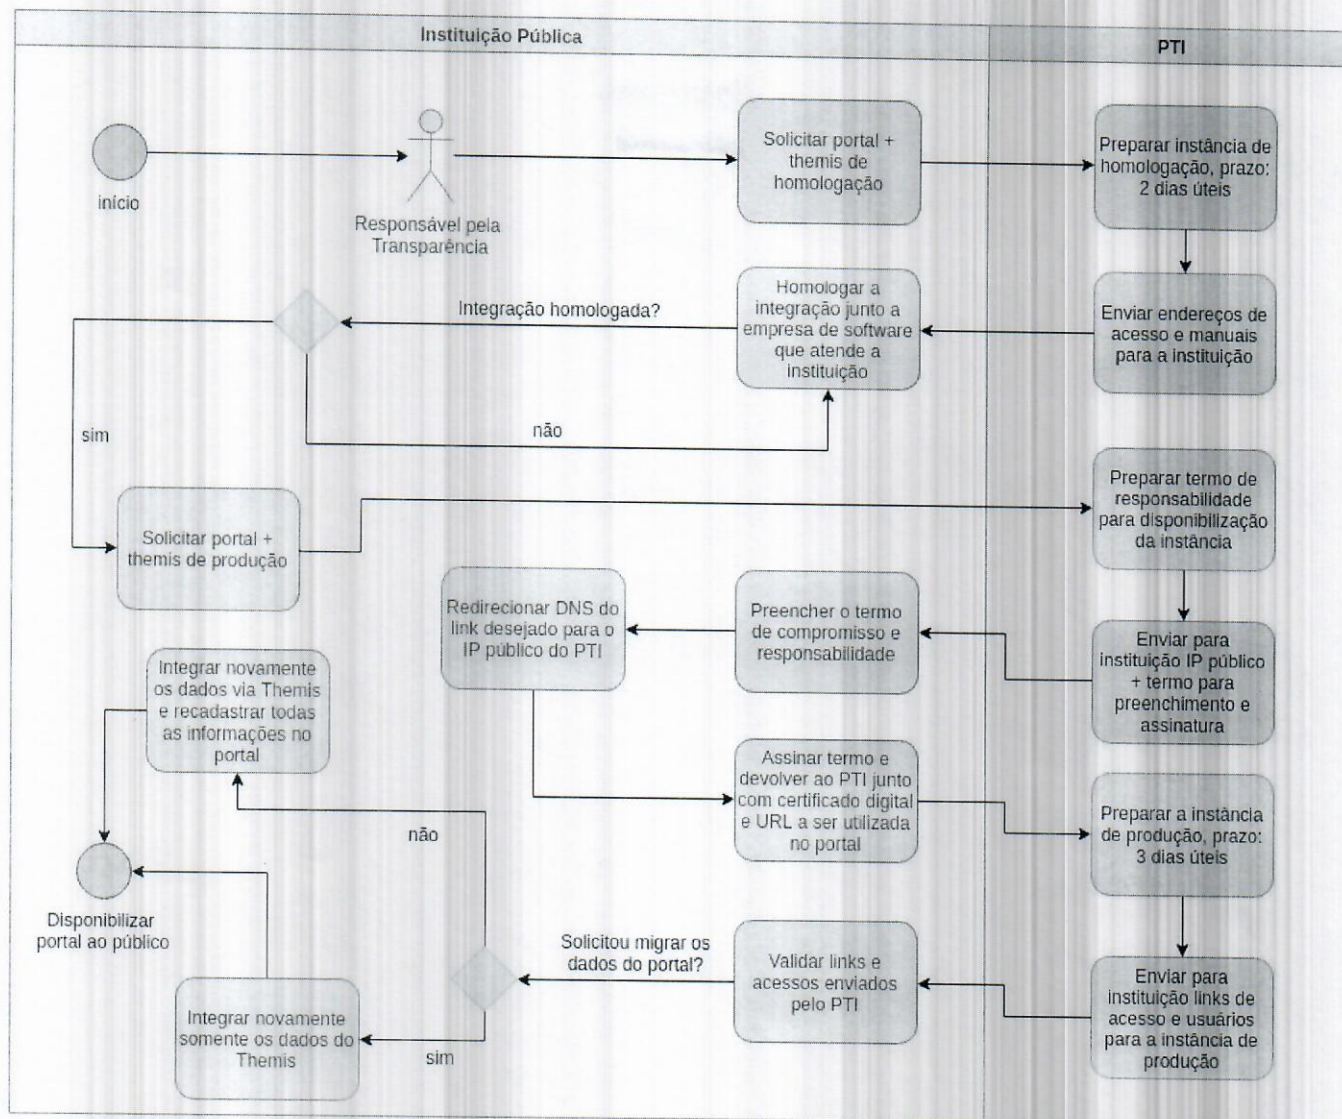 Instituição Pública
PTI
início
Responsável pela
Transparência
Solicitar portal +
themis de
homologação
Preparar instância de
homologação, prazo:
2 dias úteis
Enviar endereços de
acesso e manuais
para a instituição
Homologar a
integração junto a
empresa de software
que atende a
instituição
Integração homologada?
não
sim
Solicitar portal +
themis de produção
Preparar termo de
responsabilidade
para disponibilização
da instância
Enviar para
instituição IP público
+ termo para
preenchimento e
assinatura
Preencher o termo
de compromisso e
responsabilidade
Redirecionar DNS do
link desejado para o
IP público do PTI
Assinar termo e
devolver ao PTI junto
com certificado digital
e URL a ser utilizada
no portal
Preparar a instância
de produção, prazo:
3 dias úteis
Enviar para
instituição links de
acesso e usuários
para a instância de
produção
Validar links e
acessos enviados
pelo PTI
Solicitou migrar os
dados do portal?
não
Integrar novamente
os dados via Themis
e recadastrar todas
as informações no
portal
sim
Integrar novamente
somente os dados do
Themis
Disponibilizar
portal ao público